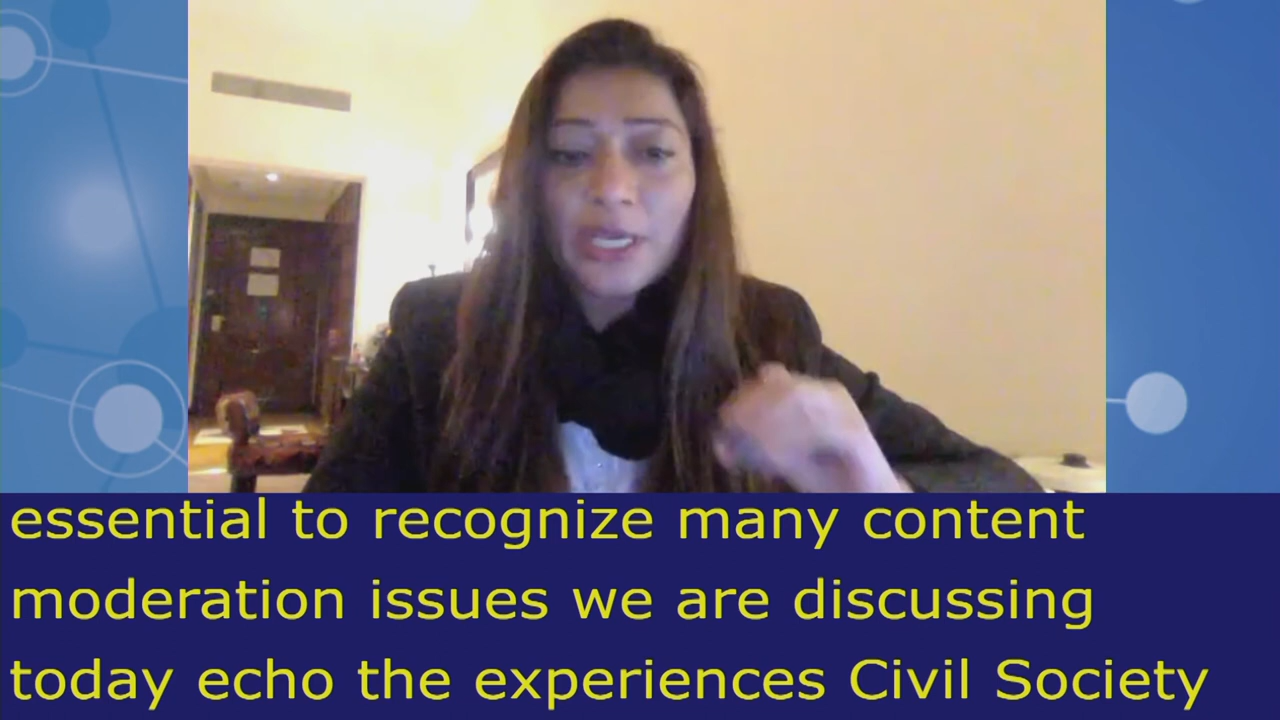 essential to recognize many content
moderation issues we are discussing
today echo the experiences Civil Society